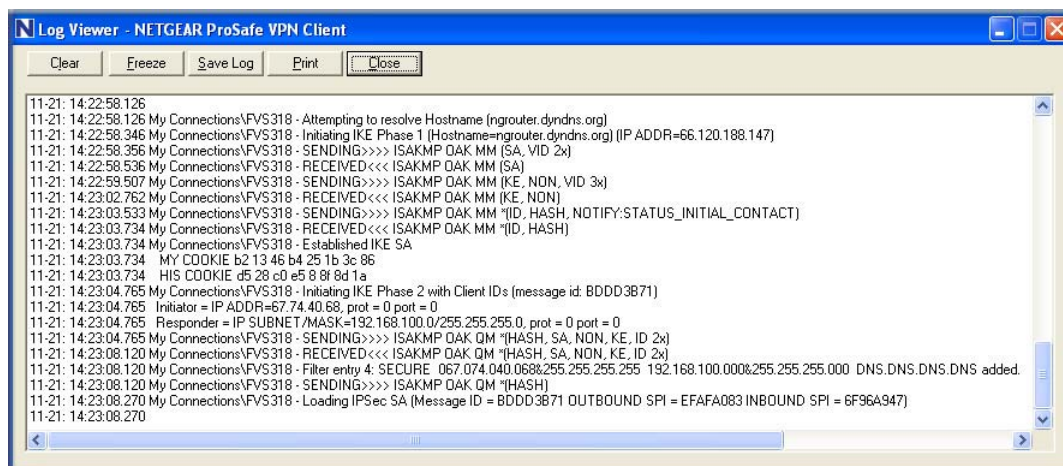 Log Viewer - NETGEAR ProSafe VPN Client
Clear Freeze Save Log Print Close
11-21: 14:22:58.126
11-21: 14:22:58.126 My Connections\FVS318 - Attempting to resolve Hostname (ngrouter.dyndns.org)
11-21: 14:22:58.346 My Connections\FVS318 - Initiating IKE Phase 1 (Hostname=ngrouter.dyndns.org) (IP ADDR=66.120.188.147)
11-21: 14:22:58.356 My Connections\FVS318 - SENDING>>>> ISAKMP OAK MM (SA, VID 2x)
11-21: 14:22:58.536 My Connections\FVS318 - RECEIVED<<< ISAKMP OAK MM (SA)
11-21: 14:22:59.507 My Connections\FVS318 - SENDING>>>> ISAKMP OAK MM (KE, NON, VID 3x)
11-21: 14:23:02.762 My Connections\FVS318 - RECEIVED<<< ISAKMP OAK MM (KE, NON)
11-21: 14:23:03.533 My Connections\FVS318 - SENDING>>>> ISAKMP OAK MM *(ID, HASH, NOTIFY:STATUS_INITIAL_CONTACT)
11-21: 14:23:03.734 My Connections\FVS318 - RECEIVED<<< ISAKMP OAK MM *(ID, HASH)
11-21: 14:23:03.734 My Connections\FVS318 - Established IKE SA
11-21: 14:23:03.734 MY COOKIE b2 13 46 b4 25 1b 3c 86
11-21: 14:23:03.734 HIS COOKIE d5 28 c0 e5 8 8f 8d 1a
11-21: 14:23:04.765 My Connections\FVS318 - Initiating IKE Phase 2 with Client IDs (message id: BDDD3B71)
11-21: 14:23:04.765 Initiator = IP ADDR=67.74.40.68, prot = 0 port = 0
11-21: 14:23:04.765 Responder = IP SUBNET/MASK=192.168.100.0/255.255.255.0, prot = 0 port = 0
11-21: 14:23:04.765 My Connections\FVS318 - SENDING>>>> ISAKMP OAK QM *(HASH, SA, NON, KE, ID 2x)
11-21: 14:23:08.120 My Connections\FVS318 - RECEIVED<<< ISAKMP OAK QM *(HASH, SA, NON, KE, ID 2x)
11-21: 14:23:08.120 My Connections\FVS318 - Filter entry 4: SECURE 067.074.040.068&255.255.255.255 192.168.100.000&255.255.255.000 DNS.DNS.DNS.DNS added.
11-21: 14:23:08.120 My Connections\FVS318 - SENDING>>>> ISAKMP OAK QM *(HASH)
11-21: 14:23:08.270 My Connections\FVS318 - Loading IPSec SA (Message ID = BDDD3B71 OUTBOUND SPI = EFAFA083 INBOUND SPI = 6F96A947)
11-21: 14:23:08.270